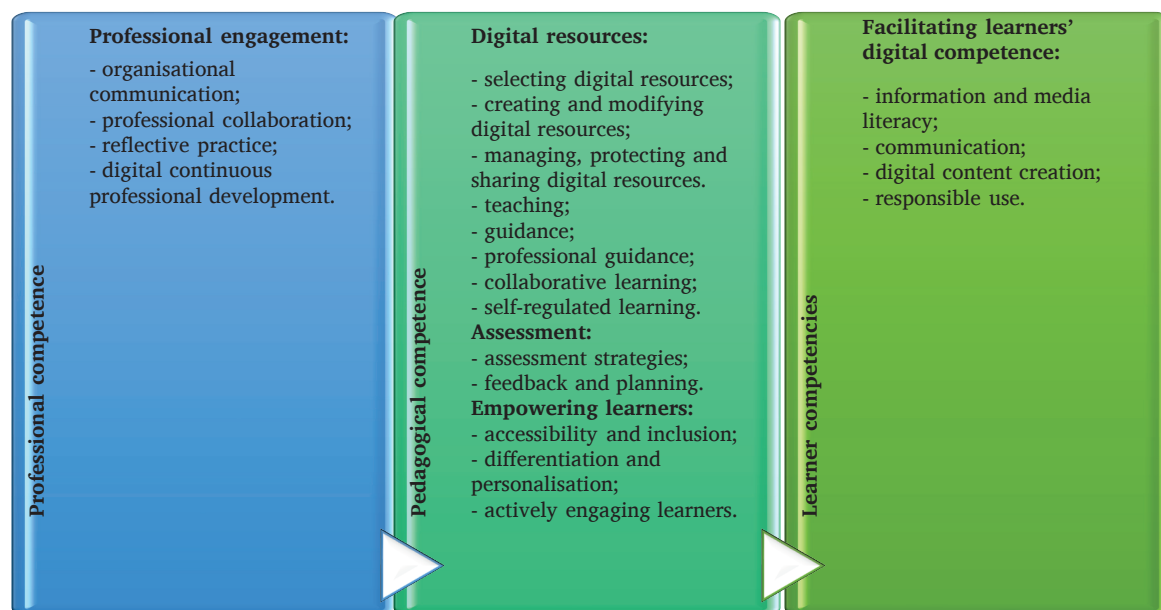 Professional competence
Professional engagement:
- organisational
communication;
- professional collaboration;
- reflective practice;
- digital continuous
professional development.
Pedagogical competence
Digital resources:
- selecting digital resources;
- creating and modifying
digital resources;
- managing, protecting and
sharing digital resources.
- teaching;
- guidance;
- professional guidance;
- collaborative learning;
- self-regulated learning.
Assessment:
- assessment strategies;
- feedback and planning.
Empowering learners:
- accessibility and inclusion;
- differentiation and
personalisation;
- actively engaging learners.
Learner competencies
Facilitating learners’
digital competence:
- information and media
literacy;
- communication;
- digital content creation;
- responsible use.